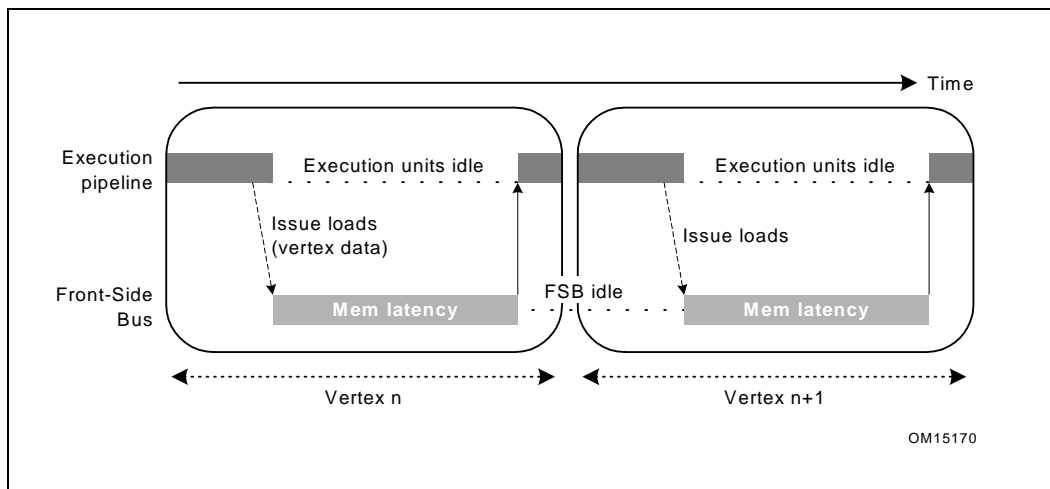 Time
Execution
pipeline
Execution units idle
Execution units idle
Issue loads
(vertex data)
Issue loads
Front-Side
Bus
Mem latency
FSB idle
Mem latency
Vertex n
Vertex n+1
OM15170